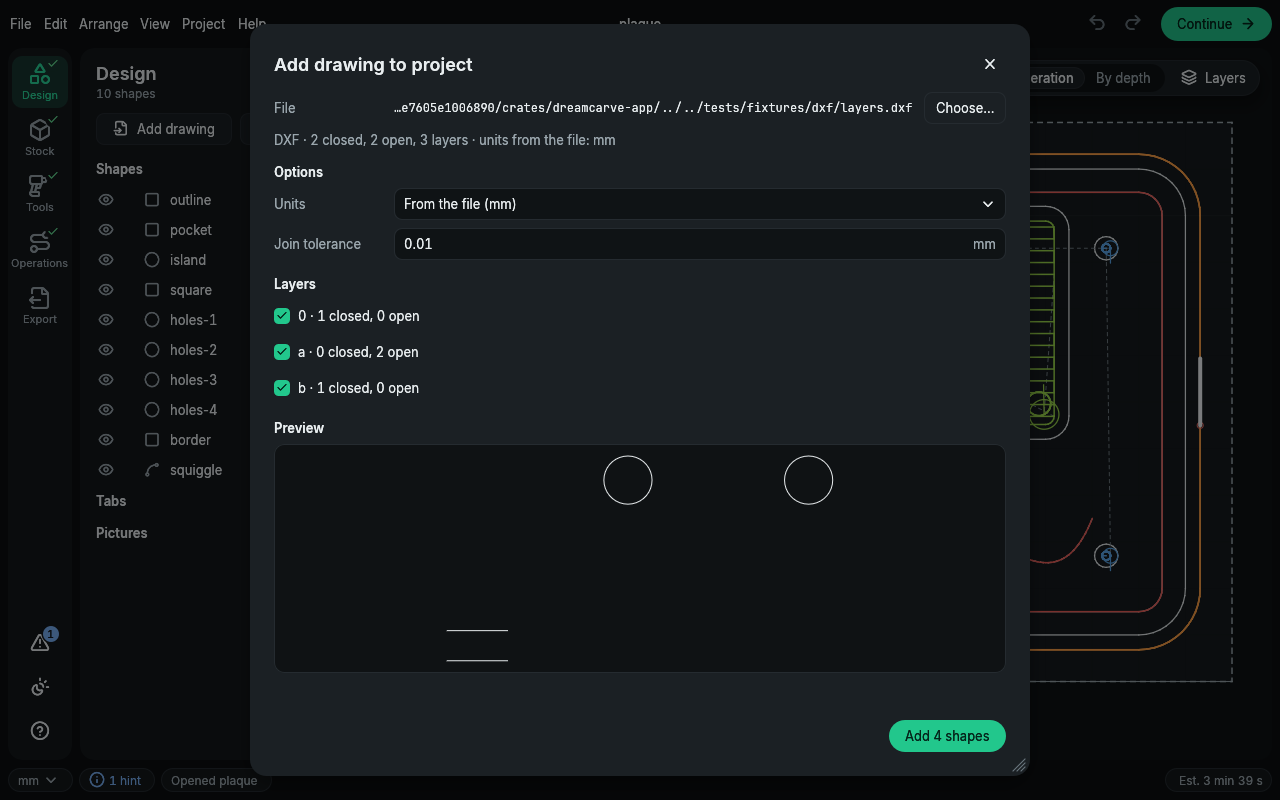 File Edit Arrange View Project Help
plaque
Continue
Design
Stock
Tools
Operations
Export
1
Design
10 shapes
Add drawing
Shapes
outline
pocket
island
square
holes-1
holes-2
holes-3
holes-4
border
squiggle
Tabs
Pictures
Add drawing to project
File …e7605e1006890/crates/dreamcarve-app/../../tests/fixtures/dxf/layers.dxf Choose...
DXF · 2 closed, 2 open, 3 layers · units from the file: mm
Options
Units From the file (mm)
Join tolerance 0.01 mm
Layers
0 · 1 closed, 0 open
a · 0 closed, 2 open
b · 1 closed, 0 open
Preview
Add 4 shapes
By depth Layers
mm 1 hint Opened plaque Est. 3 min 39 s